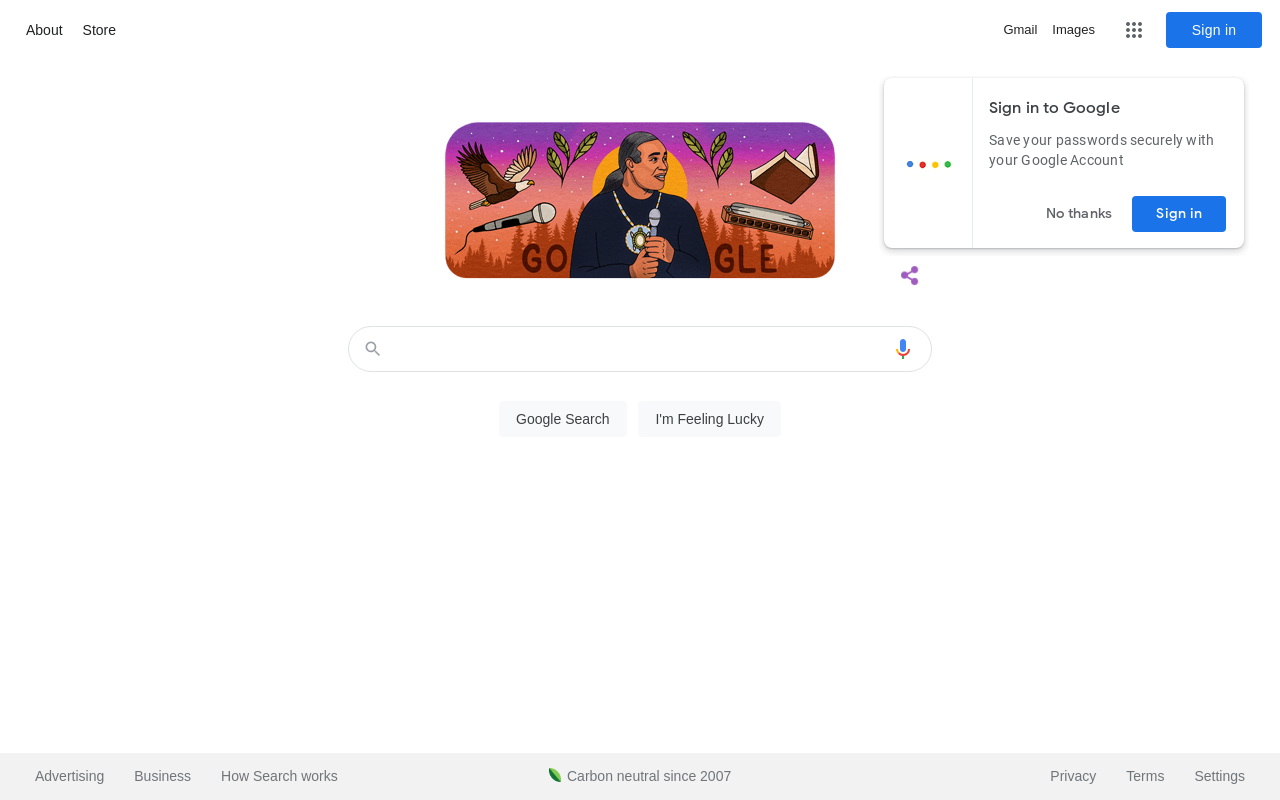 About Store Gmail Images Sign in
Sign in to Google
Save your passwords securely with
your Google Account
No thanks Sign in
GO GLE
Google Search I'm Feeling Lucky
Advertising Business How Search works Carbon neutral since 2007 Privacy Terms Settings